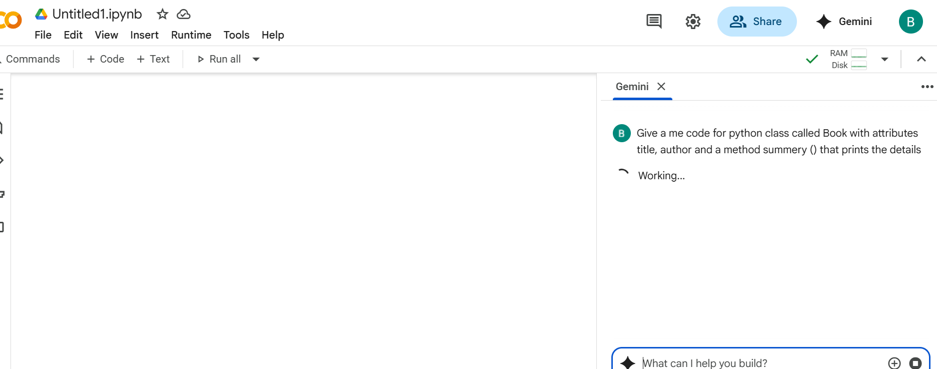 CO Untitled1.ipynb
File Edit View Insert Runtime Tools Help
Share
Gemini
B
Commands + Code + Text Run all
RAM
Disk
Gemini
B Give a me code for python class called Book with attributes
title, author and a method summery () that prints the details
Working...
What can I help you build?